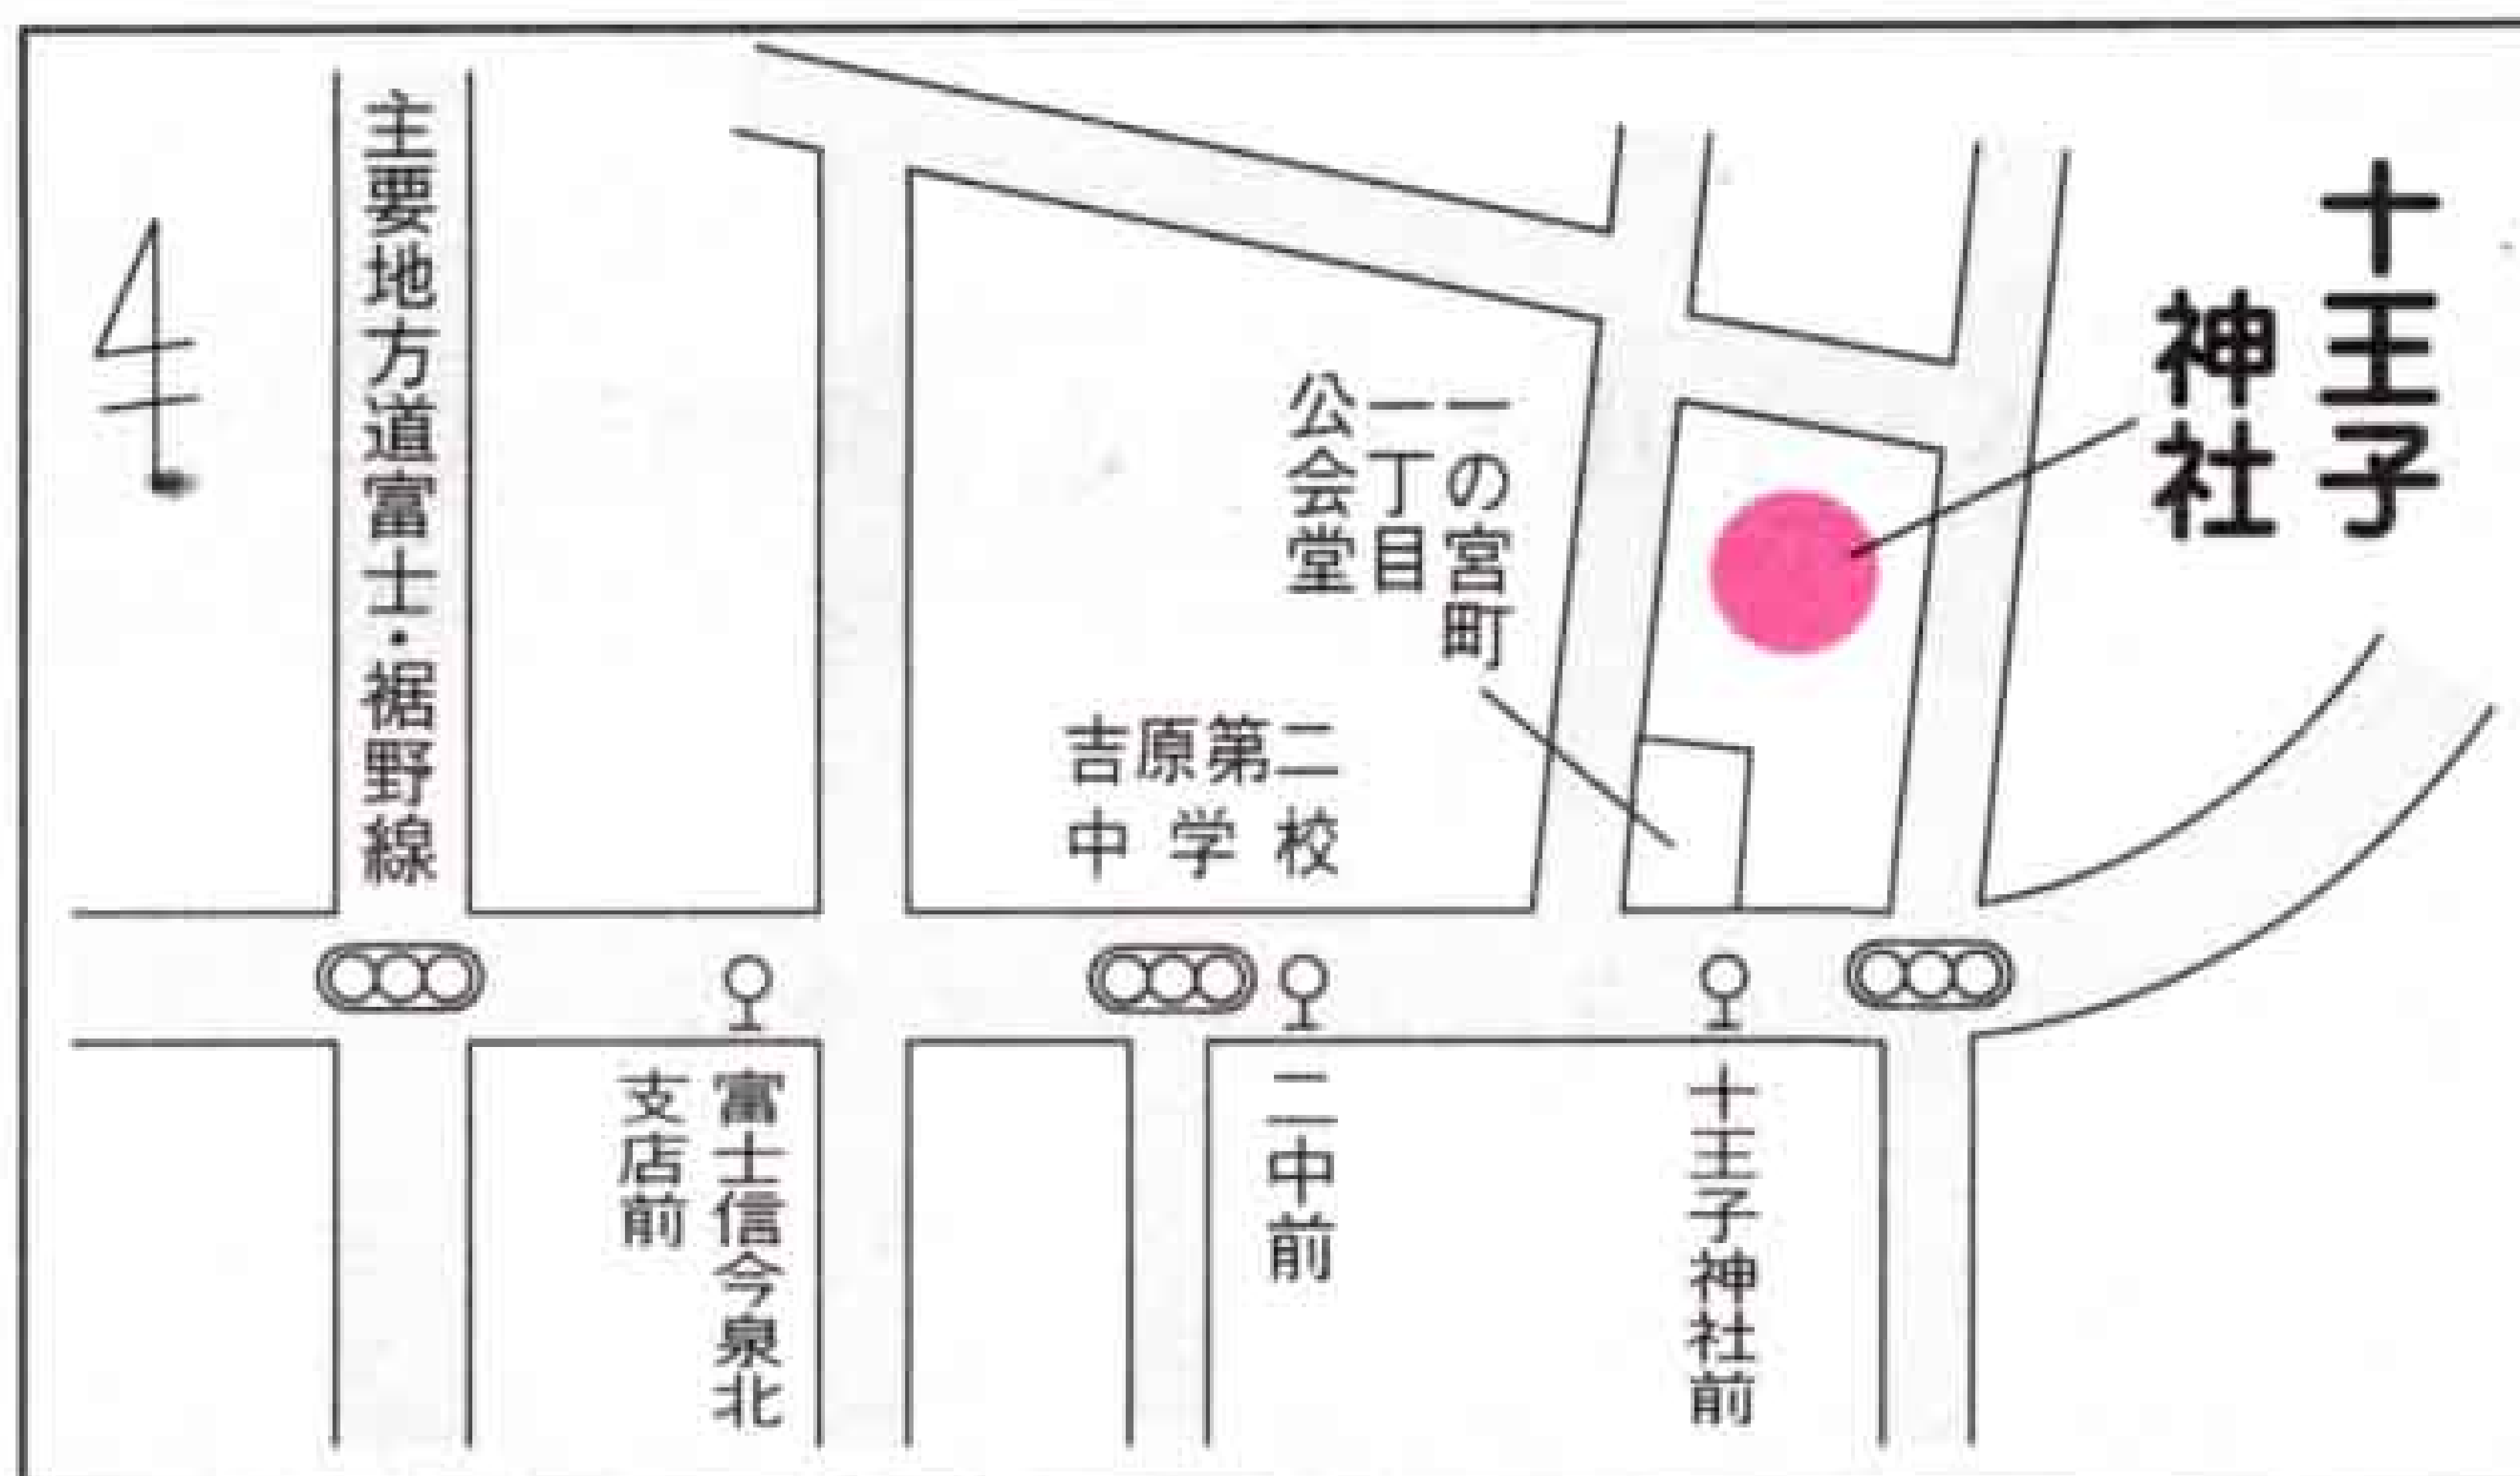 十王子
神社
主要地方道富士・裾野線
一の宮町
一丁目
公会堂
吉原第二
中学校
富士信今泉北
支店前
二中前
十王子神社前